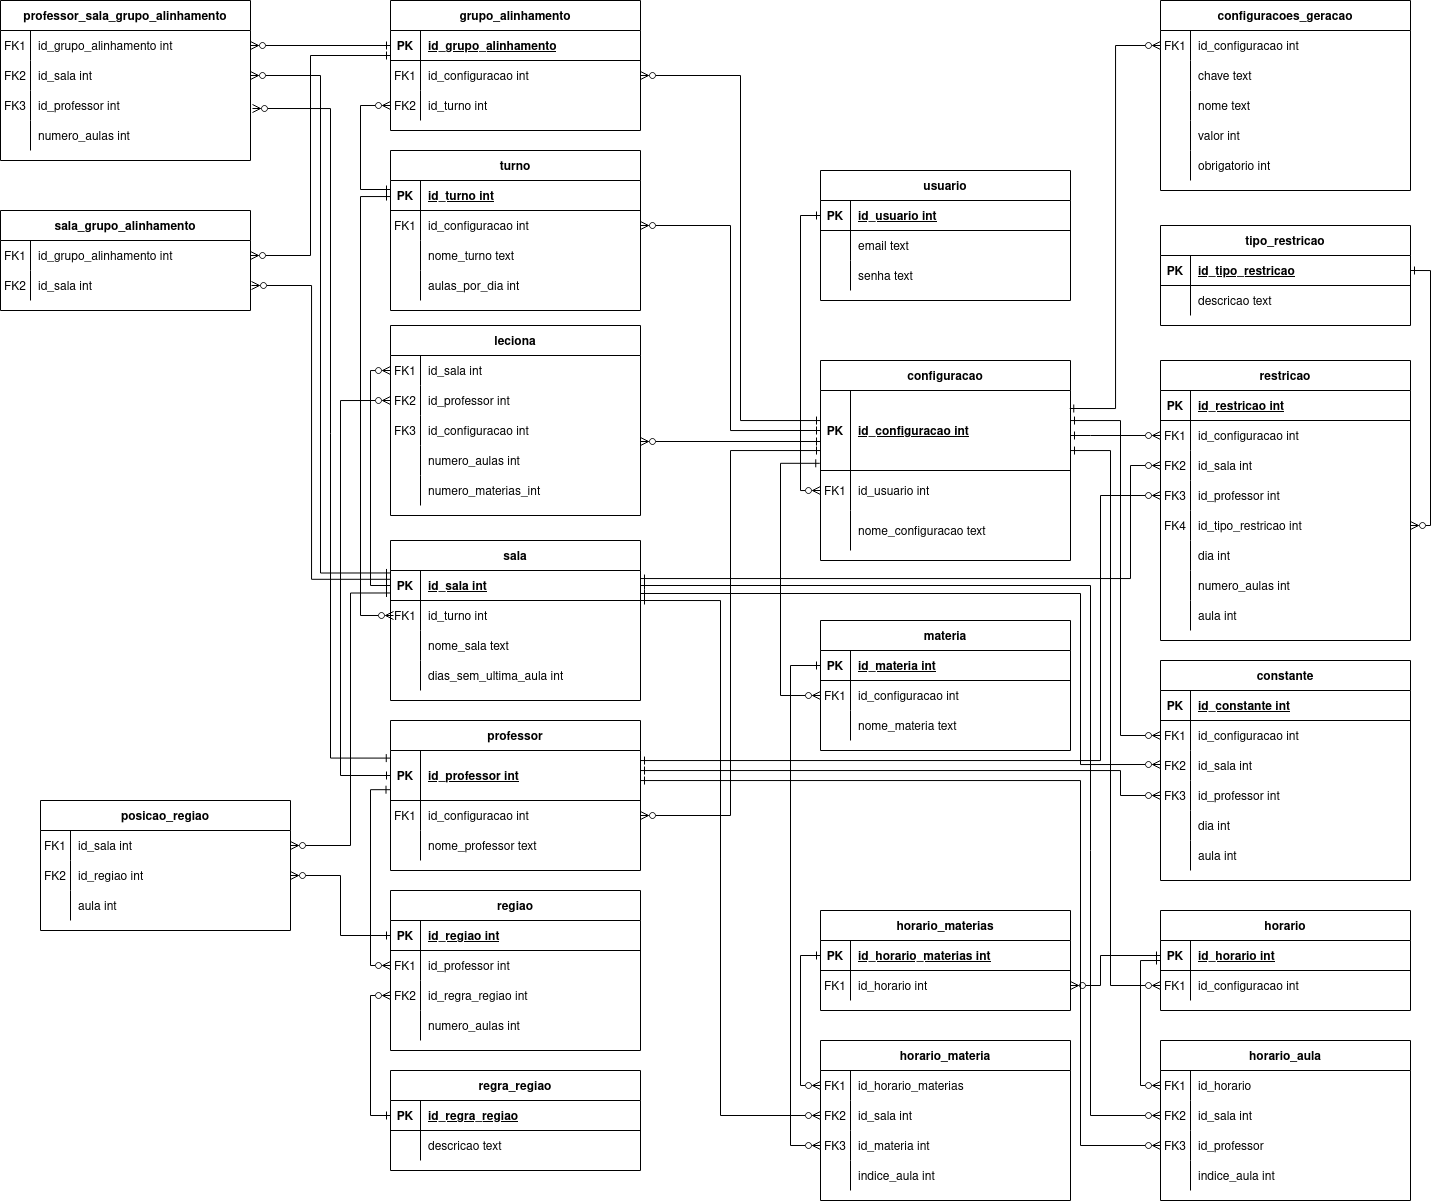 professor_sala_grupo_alinhamento
FK1 id_grupo_alinhamento int
FK2 id_sala int
FK3 id_professor int
numero_aulas int
sala_grupo_alinhamento
FK1 id_grupo_alinhamento int
FK2 id_sala int
posicao_regiao
FK1 id_sala int
FK2 id_regiao int
aula int
grupo_alinhamento
PK id_grupo_alinhamento
FK1 id_configuracao int
FK2 id_turno int
turno
PK id_turno int
FK1 id_configuracao int
nome_turno text
aulas_por_dia int
leciona
FK1 id_sala int
FK2 id_professor int
FK3 id_configuracao int
numero_aulas int
numero_materias_int
sala
PK id_sala int
FK1 id_turno int
nome_sala text
dias_sem_ultima_aula int
professor
PK id_professor int
FK1 id_configuracao int
nome_professor text
regiao
PK id_regiao int
FK1 id_professor int
FK2 id_regra_regiao int
numero_aulas int
regra_regiao
PK id_regra_regiao
descricao text
usuario
PK id_usuario int
email text
senha text
configuracao
PK id_configuracao int
FK1 id_usuario int
nome_configuracao text
materia
PK id_materia int
FK1 id_configuracao int
nome_materia text
horario_materias
PK id_horario_materias int
FK1 id_horario int
horario_materia
FK1 id_horario_materias
FK2 id_sala int
FK3 id_materia int
indice_aula int
configuracoes_geracao
FK1 id_configuracao int
chave text
nome text
valor int
obrigatorio int
tipo_restricao
PK id_tipo_restricao
descricao text
restricao
PK id_restricao int
FK1 id_configuracao int
FK2 id_sala int
FK3 id_professor int
FK4 id_tipo_restricao int
dia int
numero_aulas int
aula int
constante
PK id_constante int
FK1 id_configuracao int
FK2 id_sala int
FK3 id_professor int
dia int
aula int
horario
PK id_horario int
FK1 id_configuracao int
horario_aula
FK1 id_horario
FK2 id_sala int
FK3 id_professor
indice_aula int